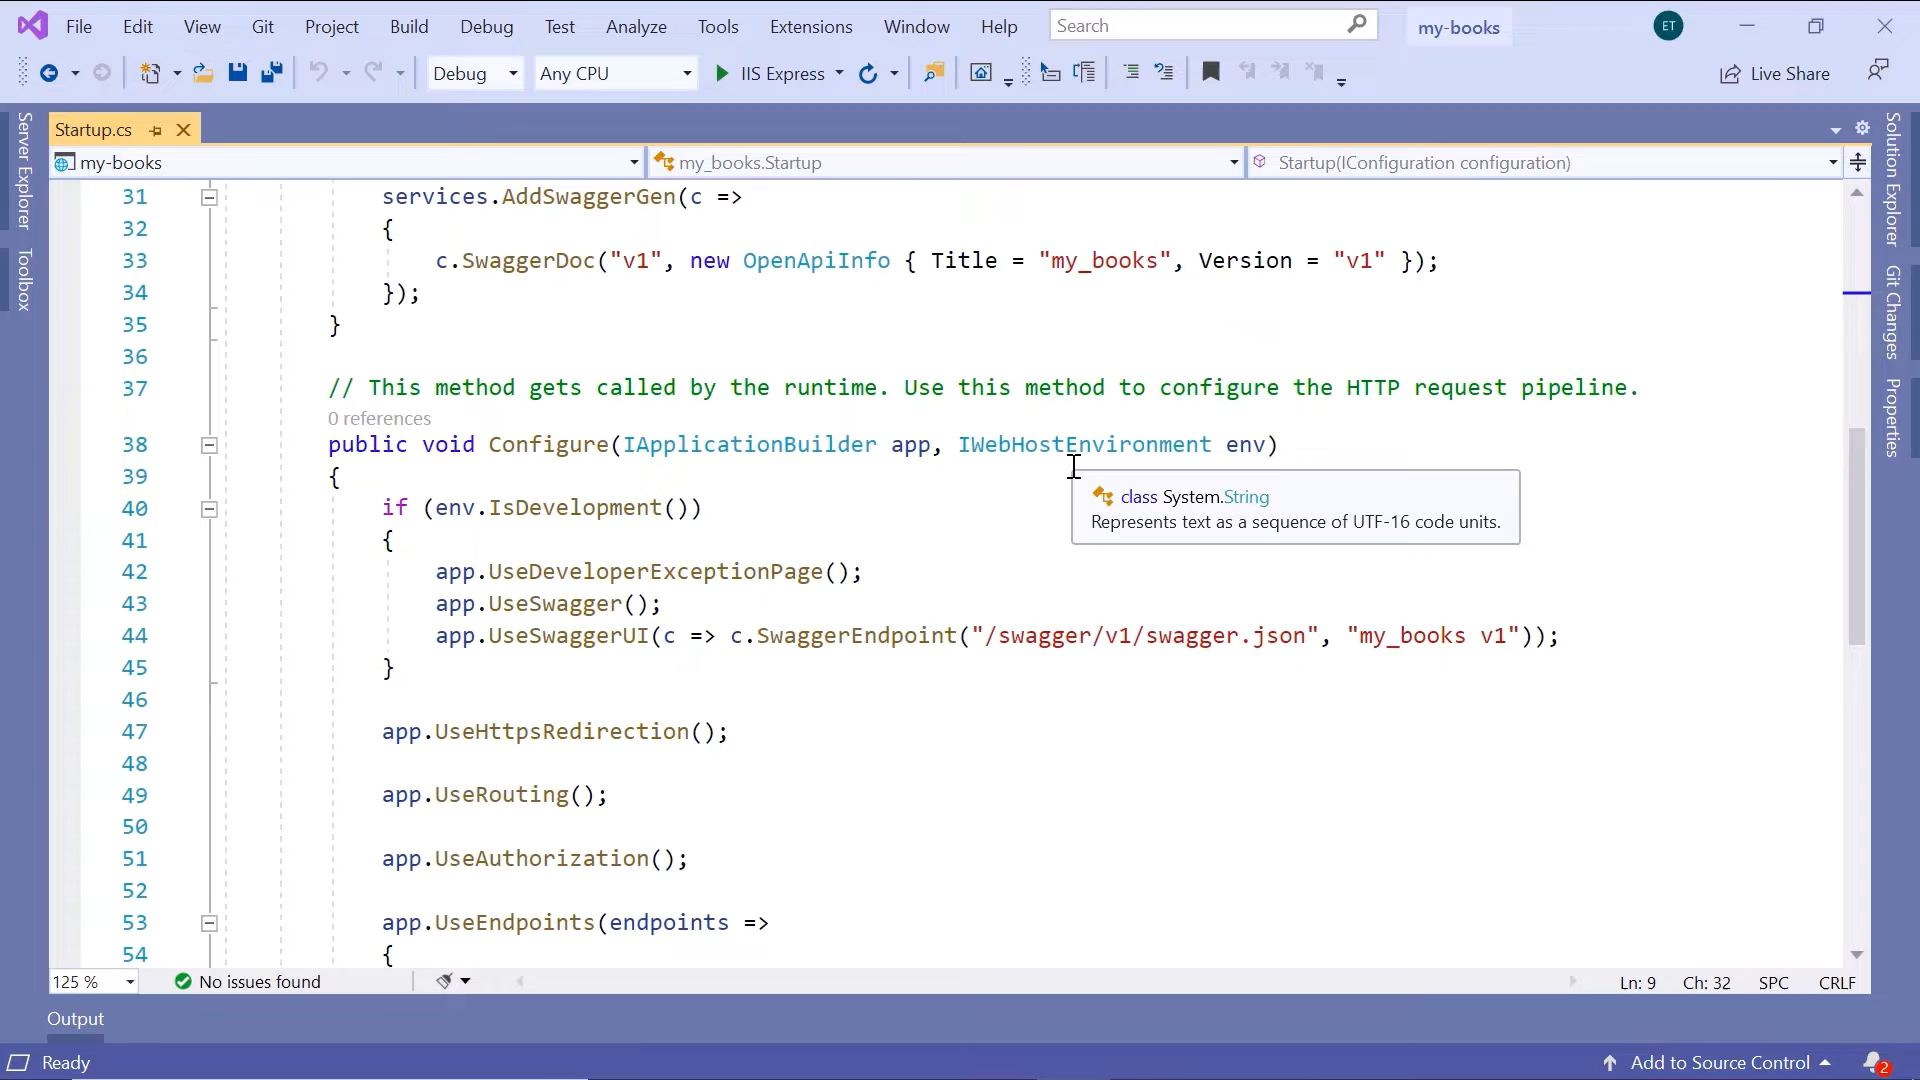 File Edit View Git Project Build Debug Test Analyze Tools Extensions Window Help Search my-books ET
Debug Any CPU IIS Express Live Share
Server Explorer
Toolbox
Solution Explorer
Git Changes
Properties
Startup.cs
my-books my_books.Startup Startup(IConfiguration configuration)
31 services.AddSwaggerGen(c =>
32 {
33 c.SwaggerDoc("v1", new OpenApiInfo { Title = "my_books", Version = "v1" });
34 });
35 }
36
37 // This method gets called by the runtime. Use this method to configure the HTTP request pipeline.
0 references
38 public void Configure(IApplicationBuilder app, IWebHostEnvironment env)
39 {
class System.String
Represents text as a sequence of UTF-16 code units.
40 if (env.IsDevelopment())
41 {
42 app.UseDeveloperExceptionPage();
43 app.UseSwagger();
44 app.UseSwaggerUI(c => c.SwaggerEndpoint("/swagger/v1/swagger.json", "my_books v1"));
45 }
46
47 app.UseHttpsRedirection();
48
49 app.UseRouting();
50
51 app.UseAuthorization();
52
53 app.UseEndpoints(endpoints =>
54 {
125 % No issues found Ln: 9 Ch: 32 SPC CRLF
Output
Ready Add to Source Control 2